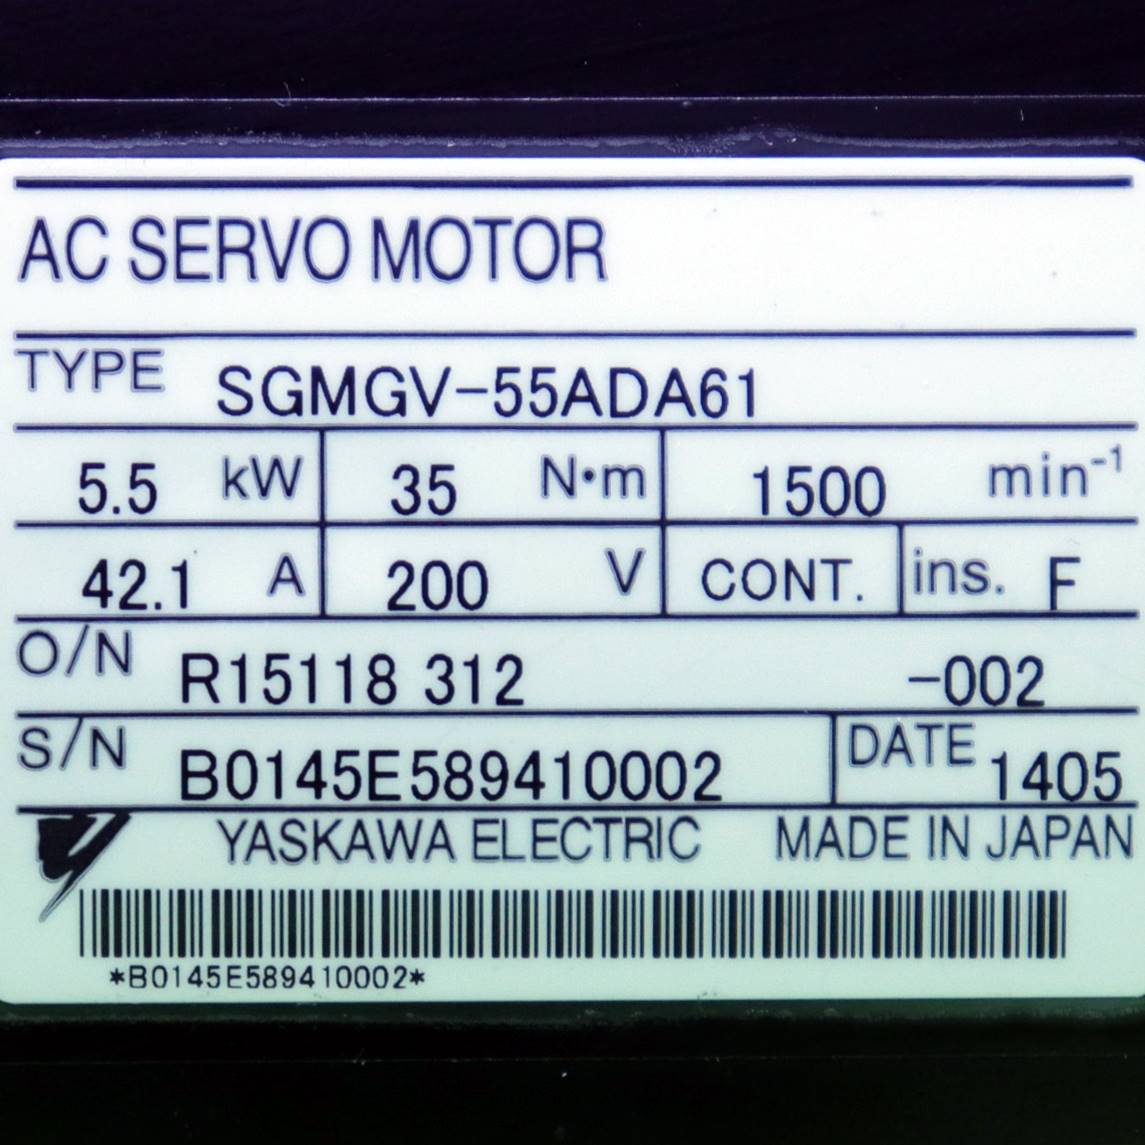 AC SERVO MOTOR
TYPE SGMGV-55ADA61
5.5 kW 35 N•m 1500 min⁻¹
42.1 A 200 V CONT. ins. F
O/N R15118 312 -002
S/N B0145E589410002 DATE 1405
YASKAWA ELECTRIC MADE IN JAPAN
*B0145E589410002*